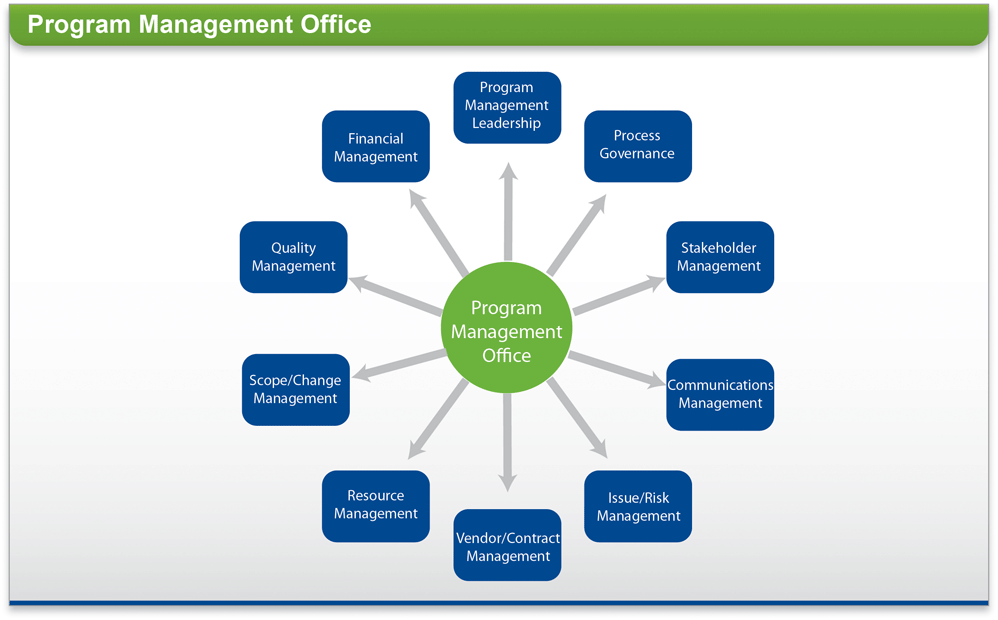 Program Management Office
Program
Management
Leadership
Financial
Management
Process
Governance
Quality
Management
Stakeholder
Management
Program
Management
Office
Scope/Change
Management
Communications
Management
Resource
Management
Issue/Risk
Management
Vendor/Contract
Management